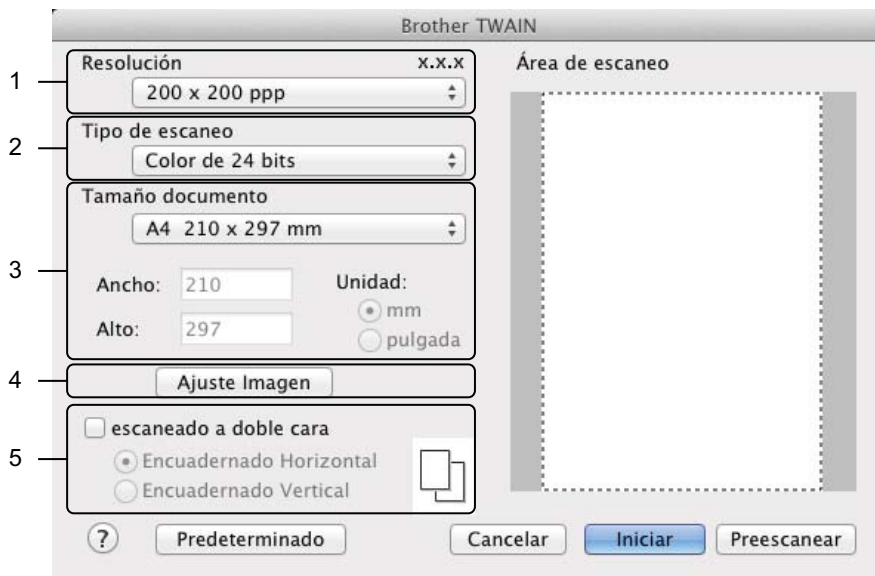 Brother TWAIN
1
Resolución x.x.x
200 x 200 ppp
2
Tipo de escaneo
Color de 24 bits
3
Tamaño documento
A4 210 x 297 mm
Ancho: 210
Alto: 297
Unidad:
mm
pulgada
4
Ajuste Imagen
5
escaneado a doble cara
Encuadernado Horizontal
Encuadernado Vertical
Área de escaneo
?
Predeterminado
Cancelar
Iniciar
Preescanear